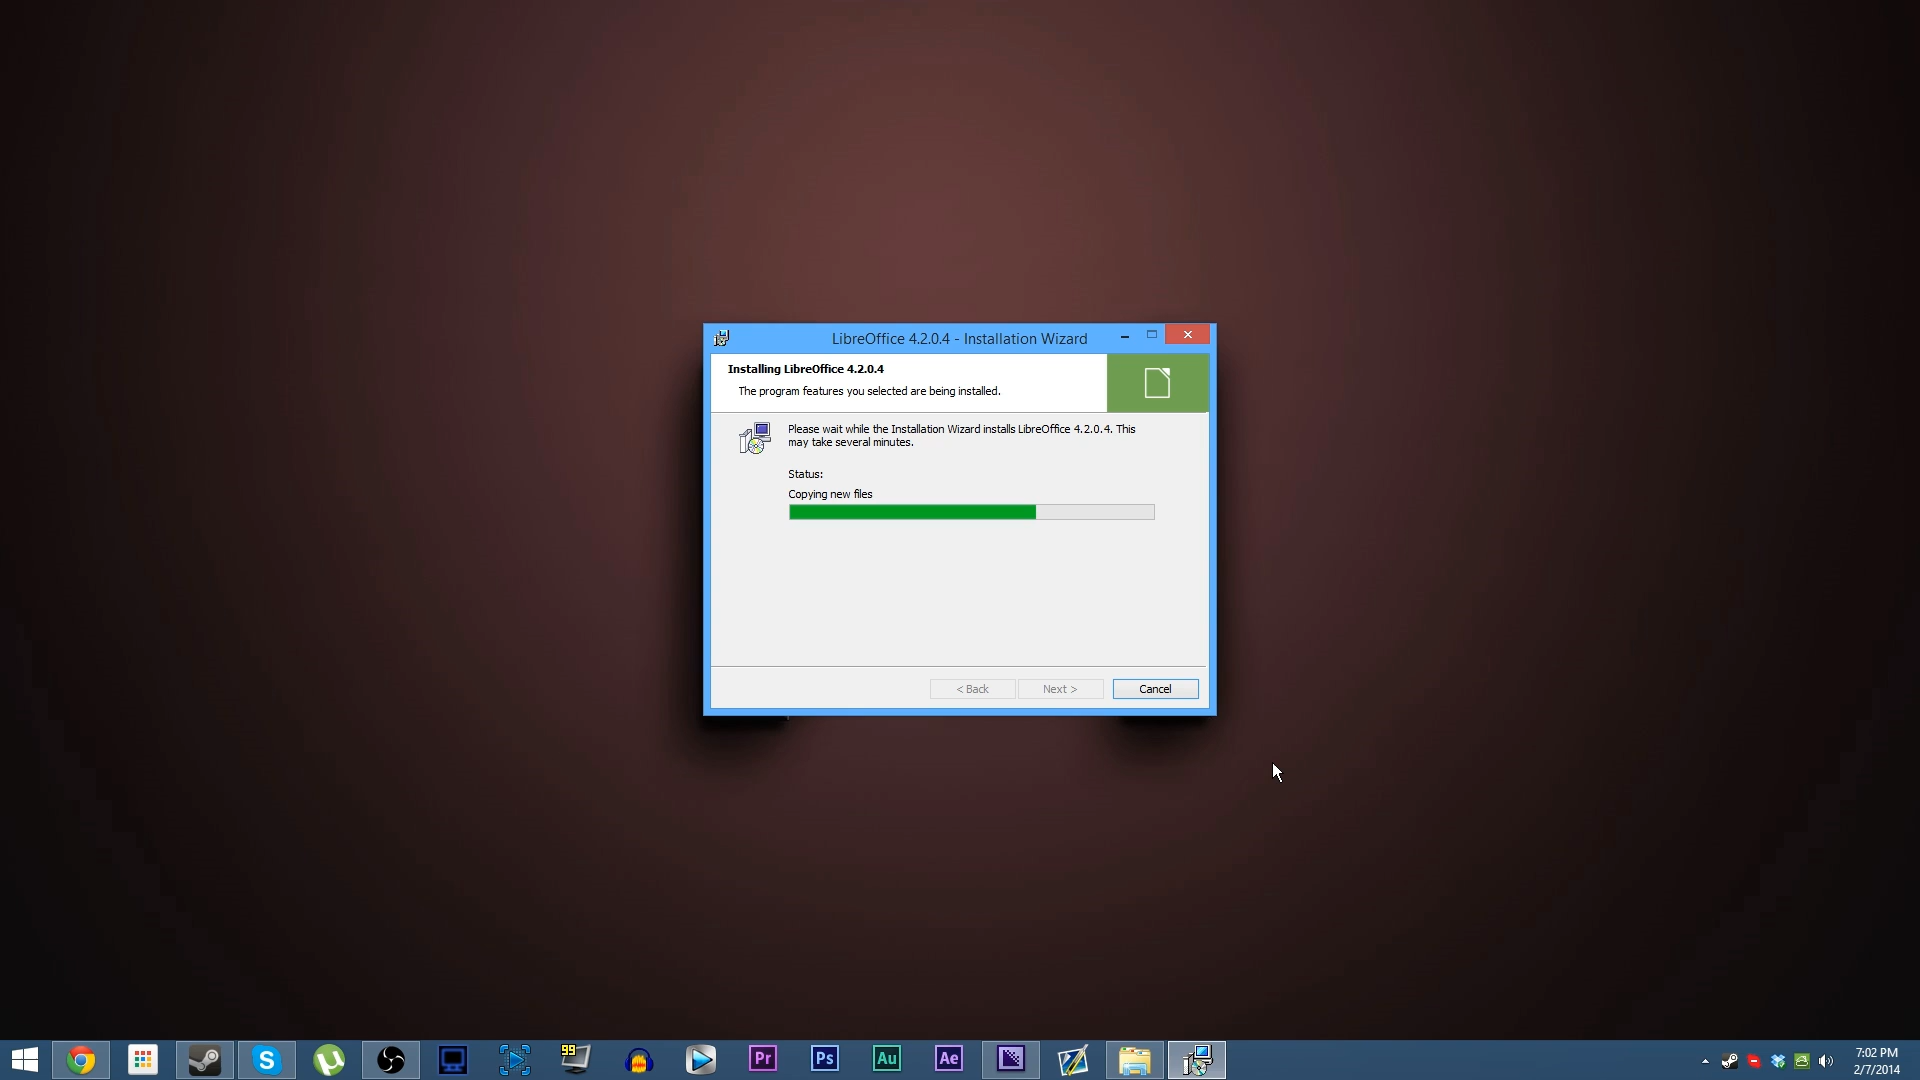 LibreOffice 4.2.0.4 - Installation Wizard
Installing LibreOffice 4.2.0.4
The program features you selected are being installed.
Please wait while the Installation Wizard installs LibreOffice 4.2.0.4. This
may take several minutes.
Status:
Copying new files
< Back
Next >
Cancel
99
Pr
Ps
Au
Ae
7:02 PM
2/7/2014